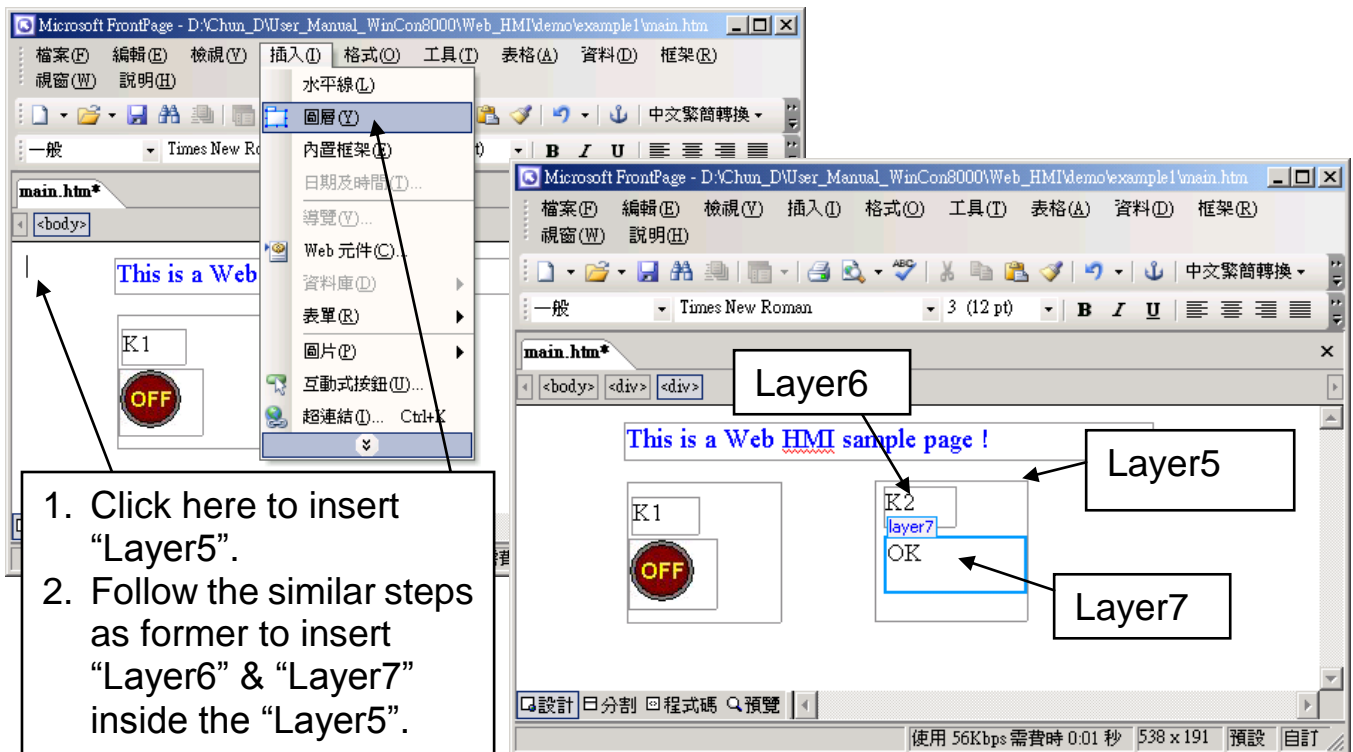 Microsoft FrontPage - D:\Chun_D\User_Manual_WinCon8000\Web_HMI\demo\example1\main.htm
檔案(F) 編輯(E) 檢視(V) 插入(I) 格式(O) 工具(T) 表格(A) 資料(D) 框架(R)
視窗(W) 說明(H)
中文繁簡轉換
一般 Times New Ro
B I U
main.htm*
<body>
水平線(L)
圖層(Y)
內置框架(E)
日期及時間(T)...
導覽(V)...
Web 元件(C)...
資料庫(D)
表單(R)
圖片(P)
互動式按鈕(U)...
超連結(I)... Ctrl+K
This is a Web
K1
OFF
1. Click here to insert
“Layer5”.
2. Follow the similar steps
as former to insert
“Layer6” & “Layer7”
inside the “Layer5”.
Microsoft FrontPage - D:\Chun_D\User_Manual_WinCon8000\Web_HMI\demo\example1\main.htm
檔案(F) 編輯(E) 檢視(V) 插入(I) 格式(O) 工具(T) 表格(A) 資料(D) 框架(R)
視窗(W) 說明(H)
ABC 中文繁簡轉換
一般 Times New Roman 3 (12 pt) B I U
main.htm*
<body> <div> <div>
Layer6
This is a Web HMI sample page !
Layer5
K1
OFF
K2
layer7
OK
Layer7
設計 分割 程式碼 預覽
使用 56Kbps 需費時 0:01 秒 538 x 191 預設 自訂